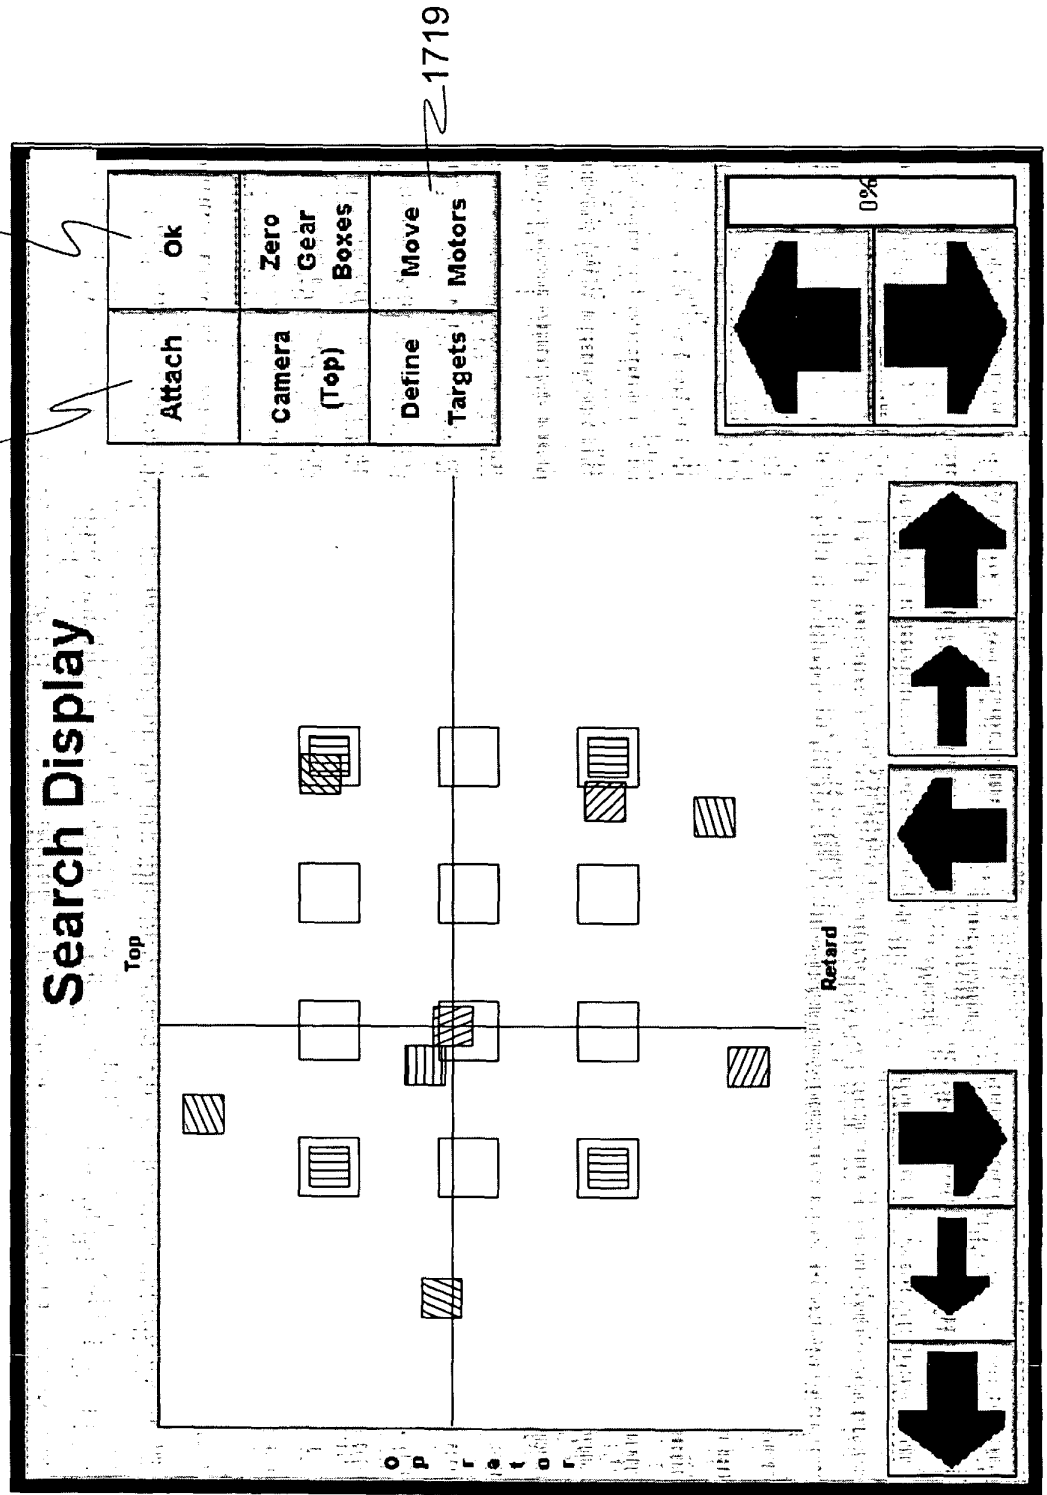 Search Display
Top
Attach
Ok
Camera
(Top)
Zero
Gear
Boxes
Define
Targets
Move
Motors
1719
Retard
0%